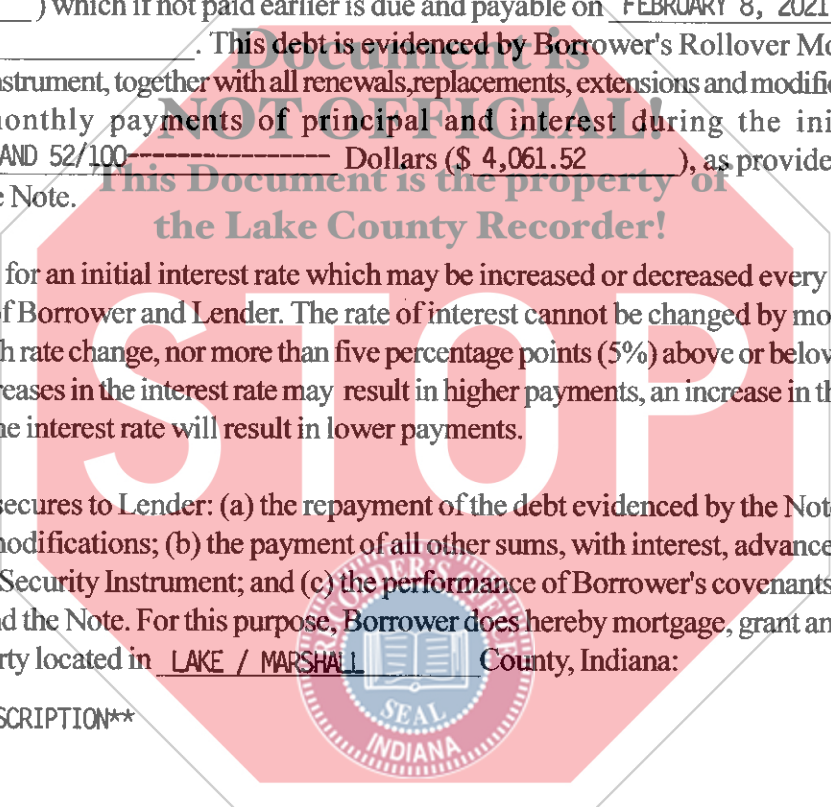 ) which if not paid earlier is due and payable on FEBRUARY 8, 2021
Document is
. This debt is evidenced by Borrower's Rollover Mo
nstrument, together with all renewals,replacements, extensions and modific
NOT OFFICIAL!
monthly payments of principal and interest during the ini
AND 52/100----------------- Dollars ($ 4,061.52 ), as provide
This Document is the property of
e Note.
the Lake County Recorder!
for an initial interest rate which may be increased or decreased every
of Borrower and Lender. The rate of interest cannot be changed by mo
h rate change, nor more than five percentage points (5%) above or below
reases in the interest rate may result in higher payments, an increase in th
he interest rate will result in lower payments.
STOP
secures to Lender: (a) the repayment of the debt evidenced by the Note
modifications; (b) the payment of all other sums, with interest, advance
Security Instrument; and (c) the performance of Borrower's covenants
d the Note. For this purpose, Borrower does hereby mortgage, grant an
rty located in LAKE / MARSHALL County, Indiana:
SCRIPTION**
SEAL
INDIANA